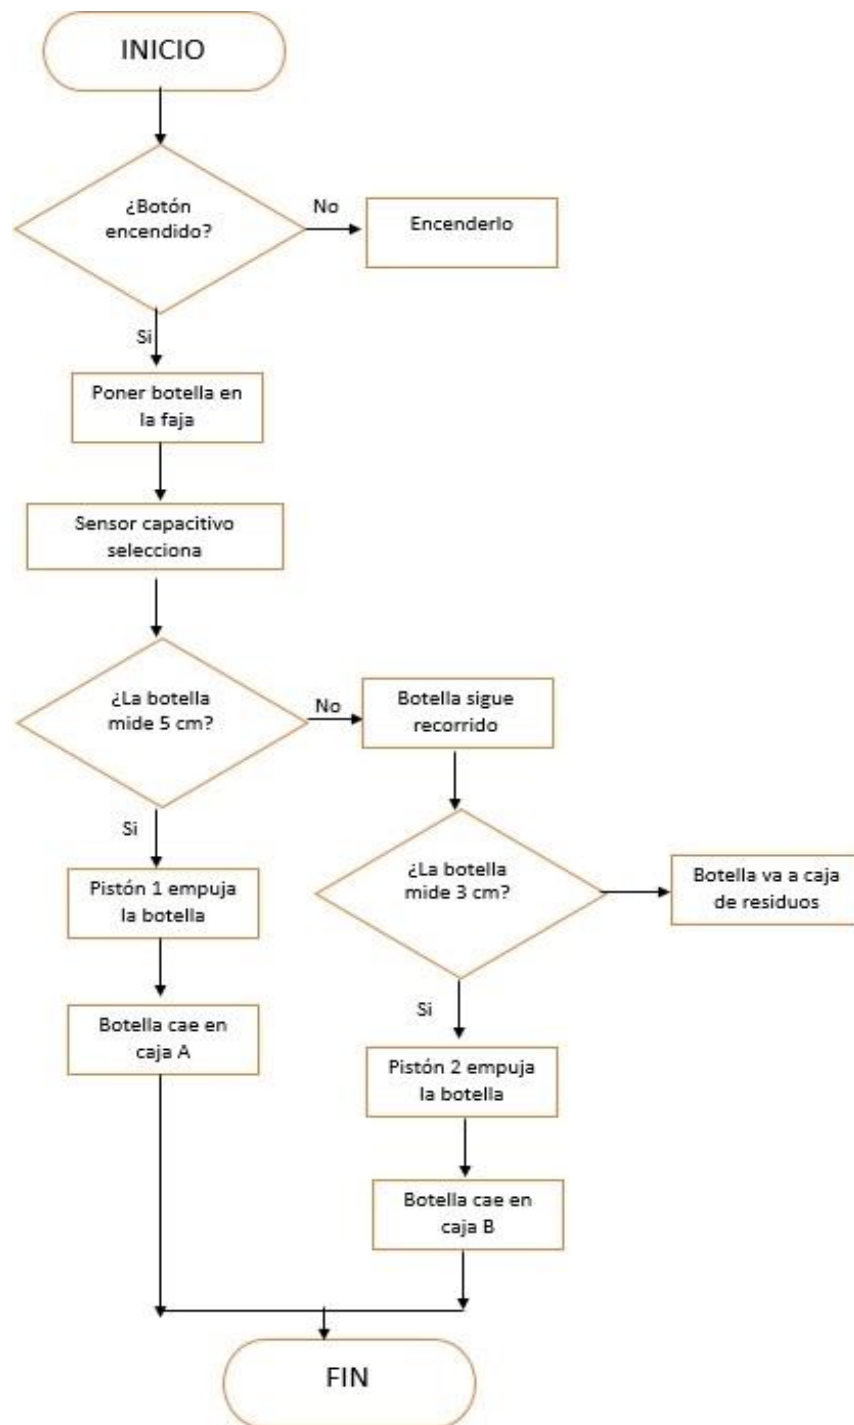 INICIO
¿Botón
encendido?
No
Encenderlo
Si
Poner botella en
la faja
Sensor capacitivo
selecciona
¿La botella
mide 5 cm?
No
Botella sigue
recorrido
Si
¿La botella
mide 3 cm?
Botella va a caja
de residuos
Pistón 1 empuja
la botella
Botella cae en
caja A
Si
Pistón 2 empuja
la botella
Botella cae en
caja B
FIN